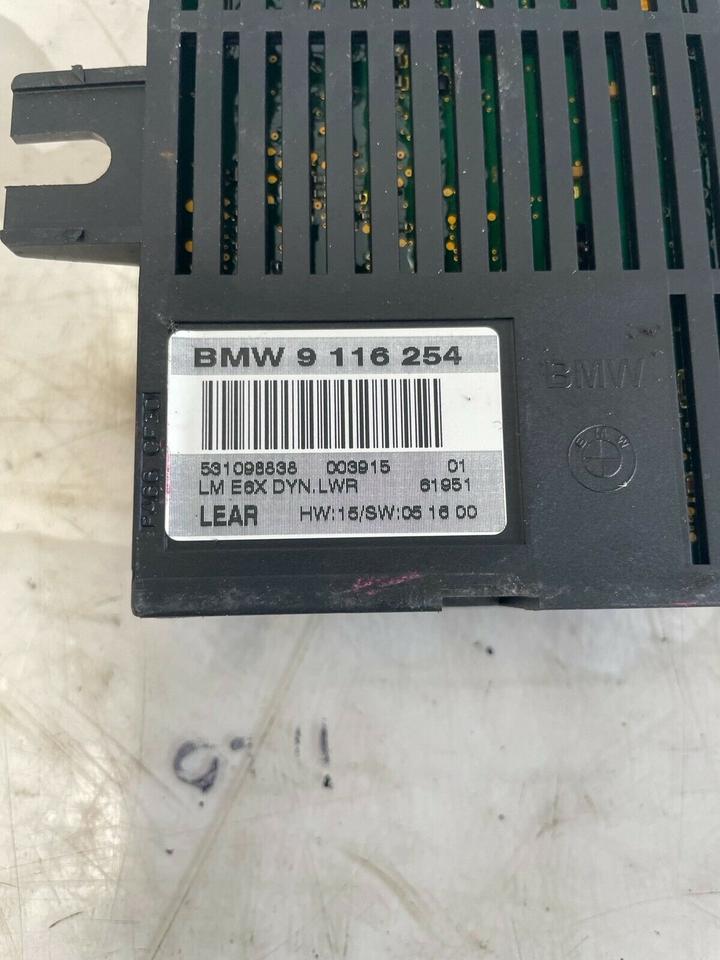 BMW 9 116 254
531098838 003915 01
LM E6X DYN.LWR 61951
LEAR HW:15/SW:05 16 00
BMW
BMW